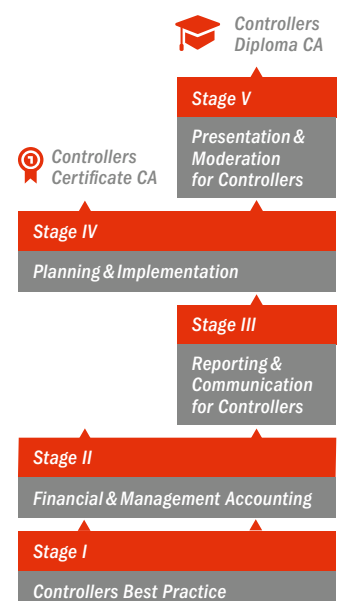 Controllers
Diploma CA
Stage V
Presentation &
Moderation
for Controllers
Controllers
Certificate CA
Stage IV
Planning & Implementation
Stage III
Reporting &
Communication
for Controllers
Stage II
Financial & Management Accounting
Stage I
Controllers Best Practice